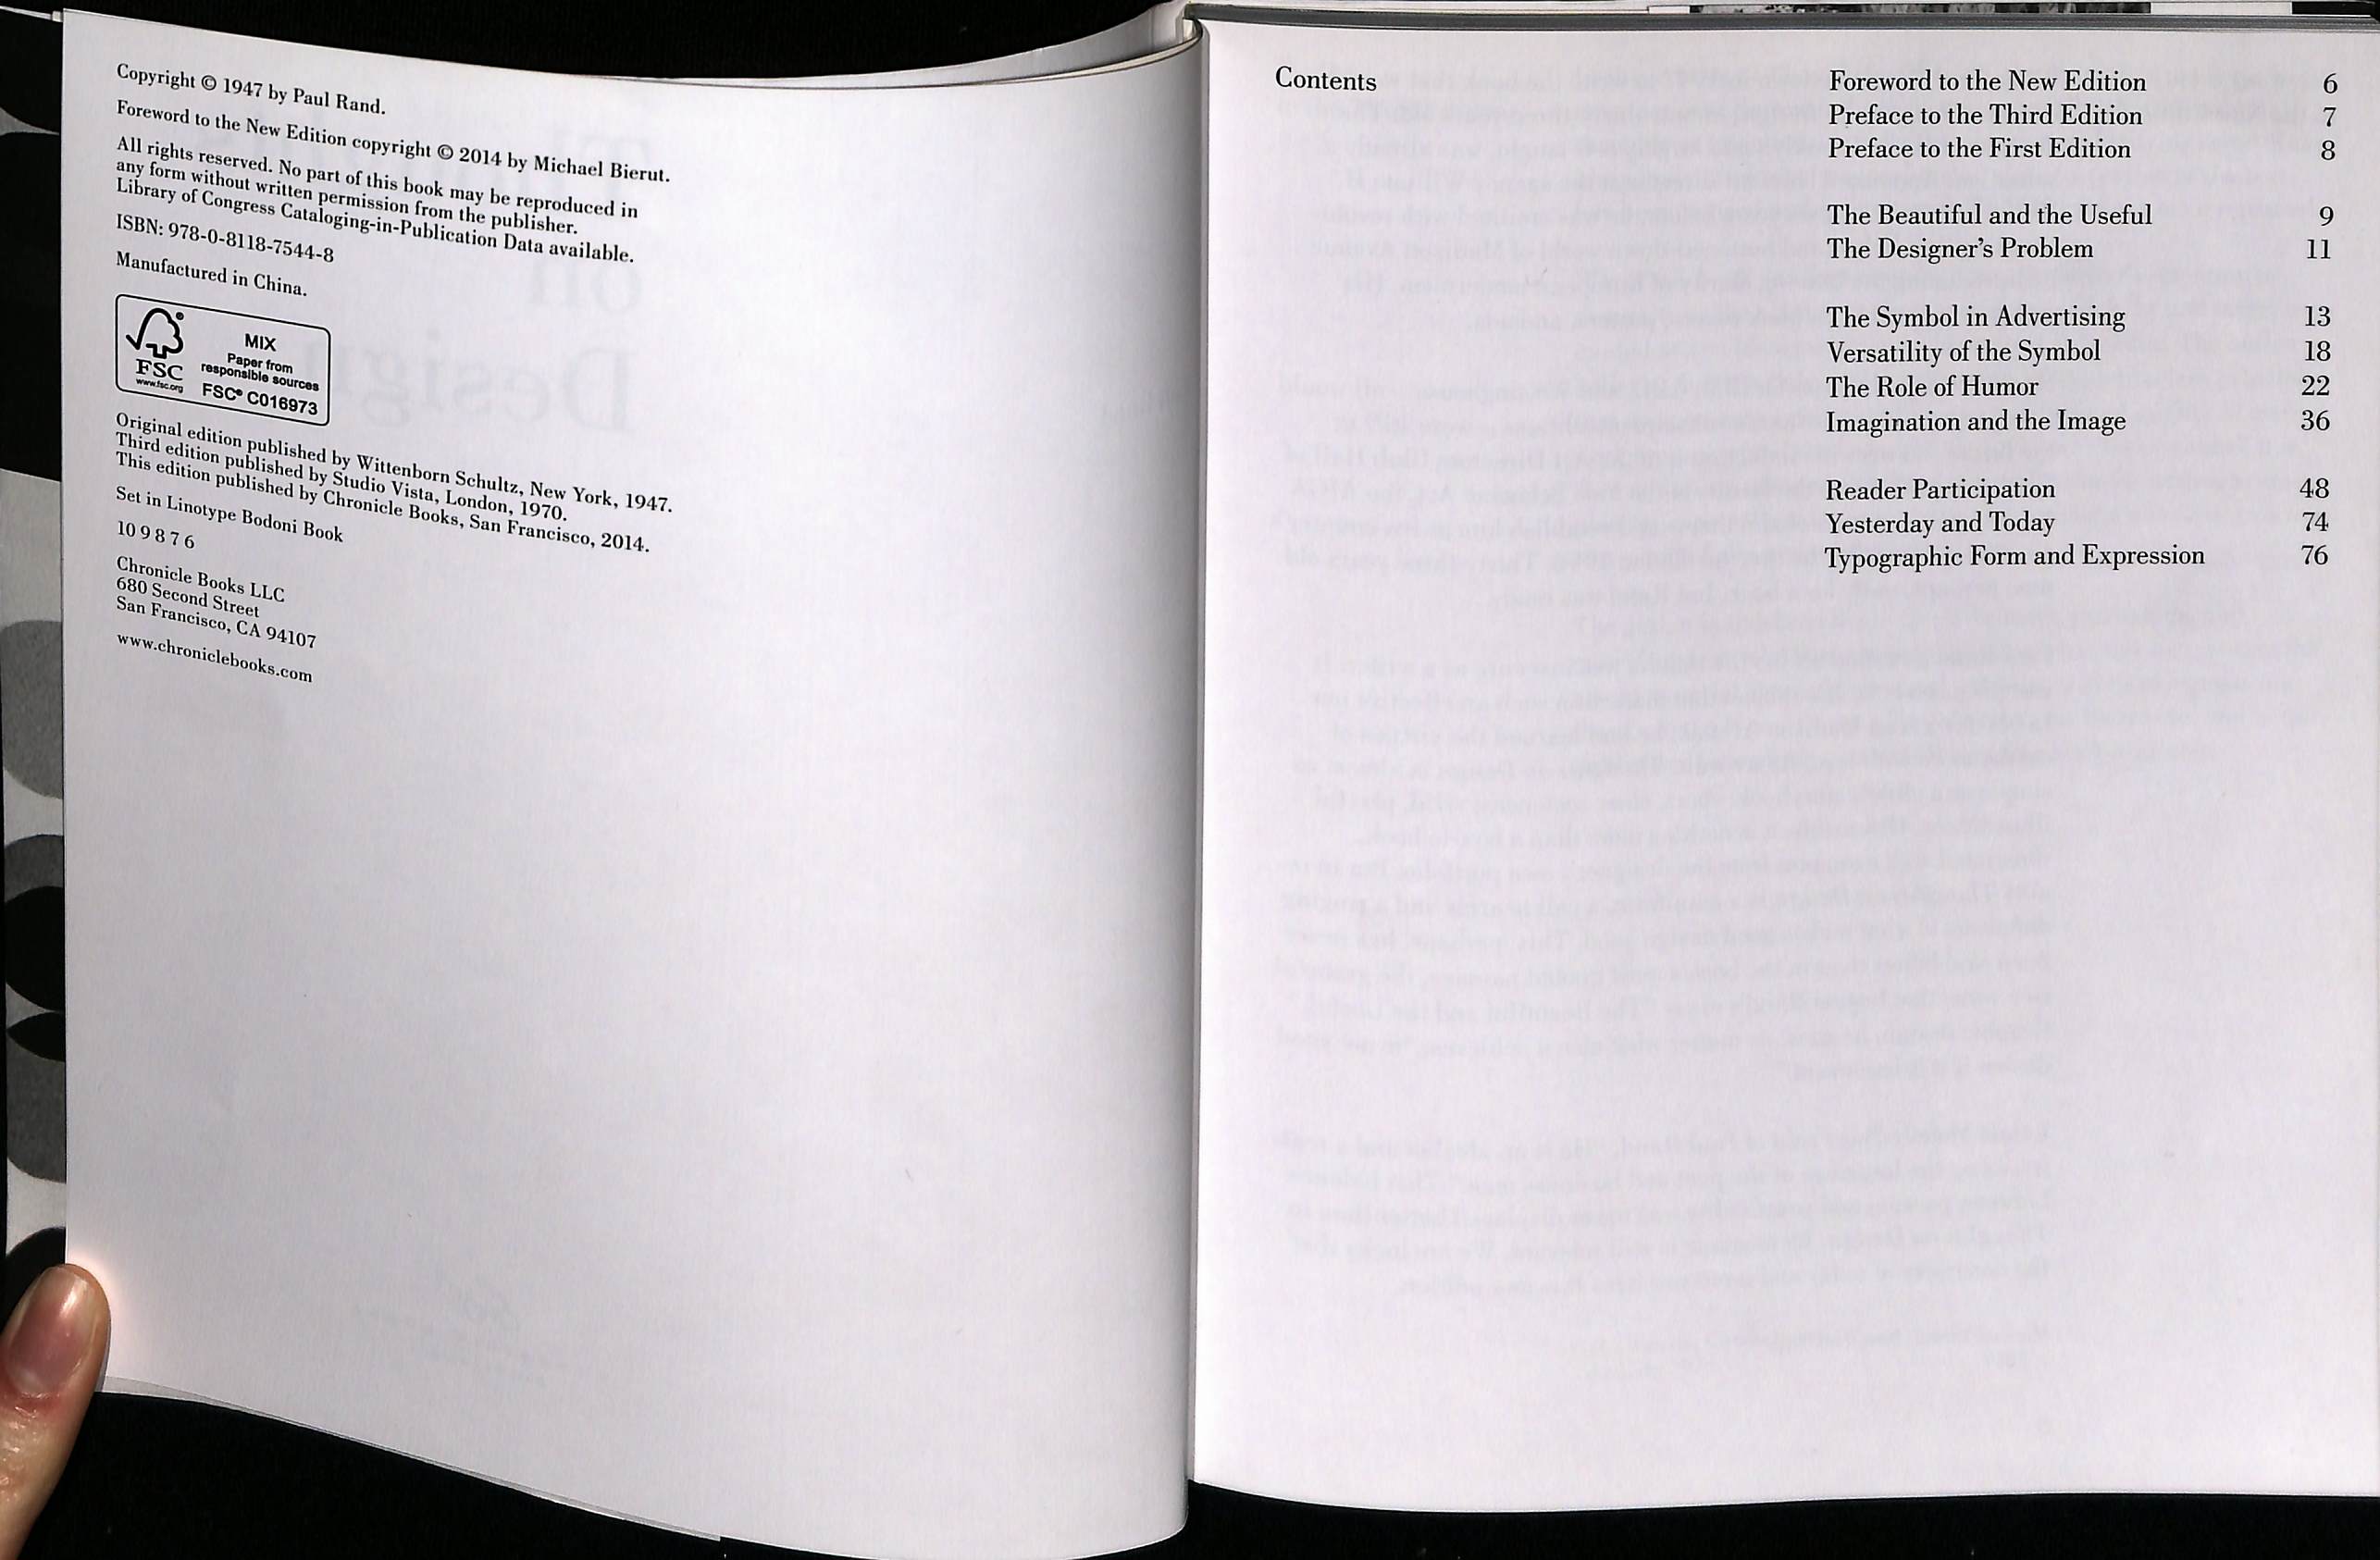 Copyright © 1947 by Paul Rand.
Foreword to the New Edition copyright © 2014 by Michael Bierut.
All rights reserved. No part of this book may be reproduced in
any form without written permission from the publisher.
Library of Congress Cataloging-in-Publication Data available.
ISBN: 978-0-8118-7544-8
Manufactured in China.
FSC
www.fsc.org
MIX
Paper from
responsible sources
FSC® C016973
Original edition published by Wittenborn Schultz, New York, 1947.
Third edition published by Studio Vista, London, 1970.
This edition published by Chronicle Books, San Francisco, 2014.
Set in Linotype Bodoni Book
10 9 8 7 6
Chronicle Books LLC
680 Second Street
San Francisco, CA 94107
www.chroniclebooks.com
Contents
Foreword to the New Edition 6
Preface to the Third Edition 7
Preface to the First Edition 8
The Beautiful and the Useful 9
The Designer’s Problem 11
The Symbol in Advertising 13
Versatility of the Symbol 18
The Role of Humor 22
Imagination and the Image 36
Reader Participation 48
Yesterday and Today 74
Typographic Form and Expression 76